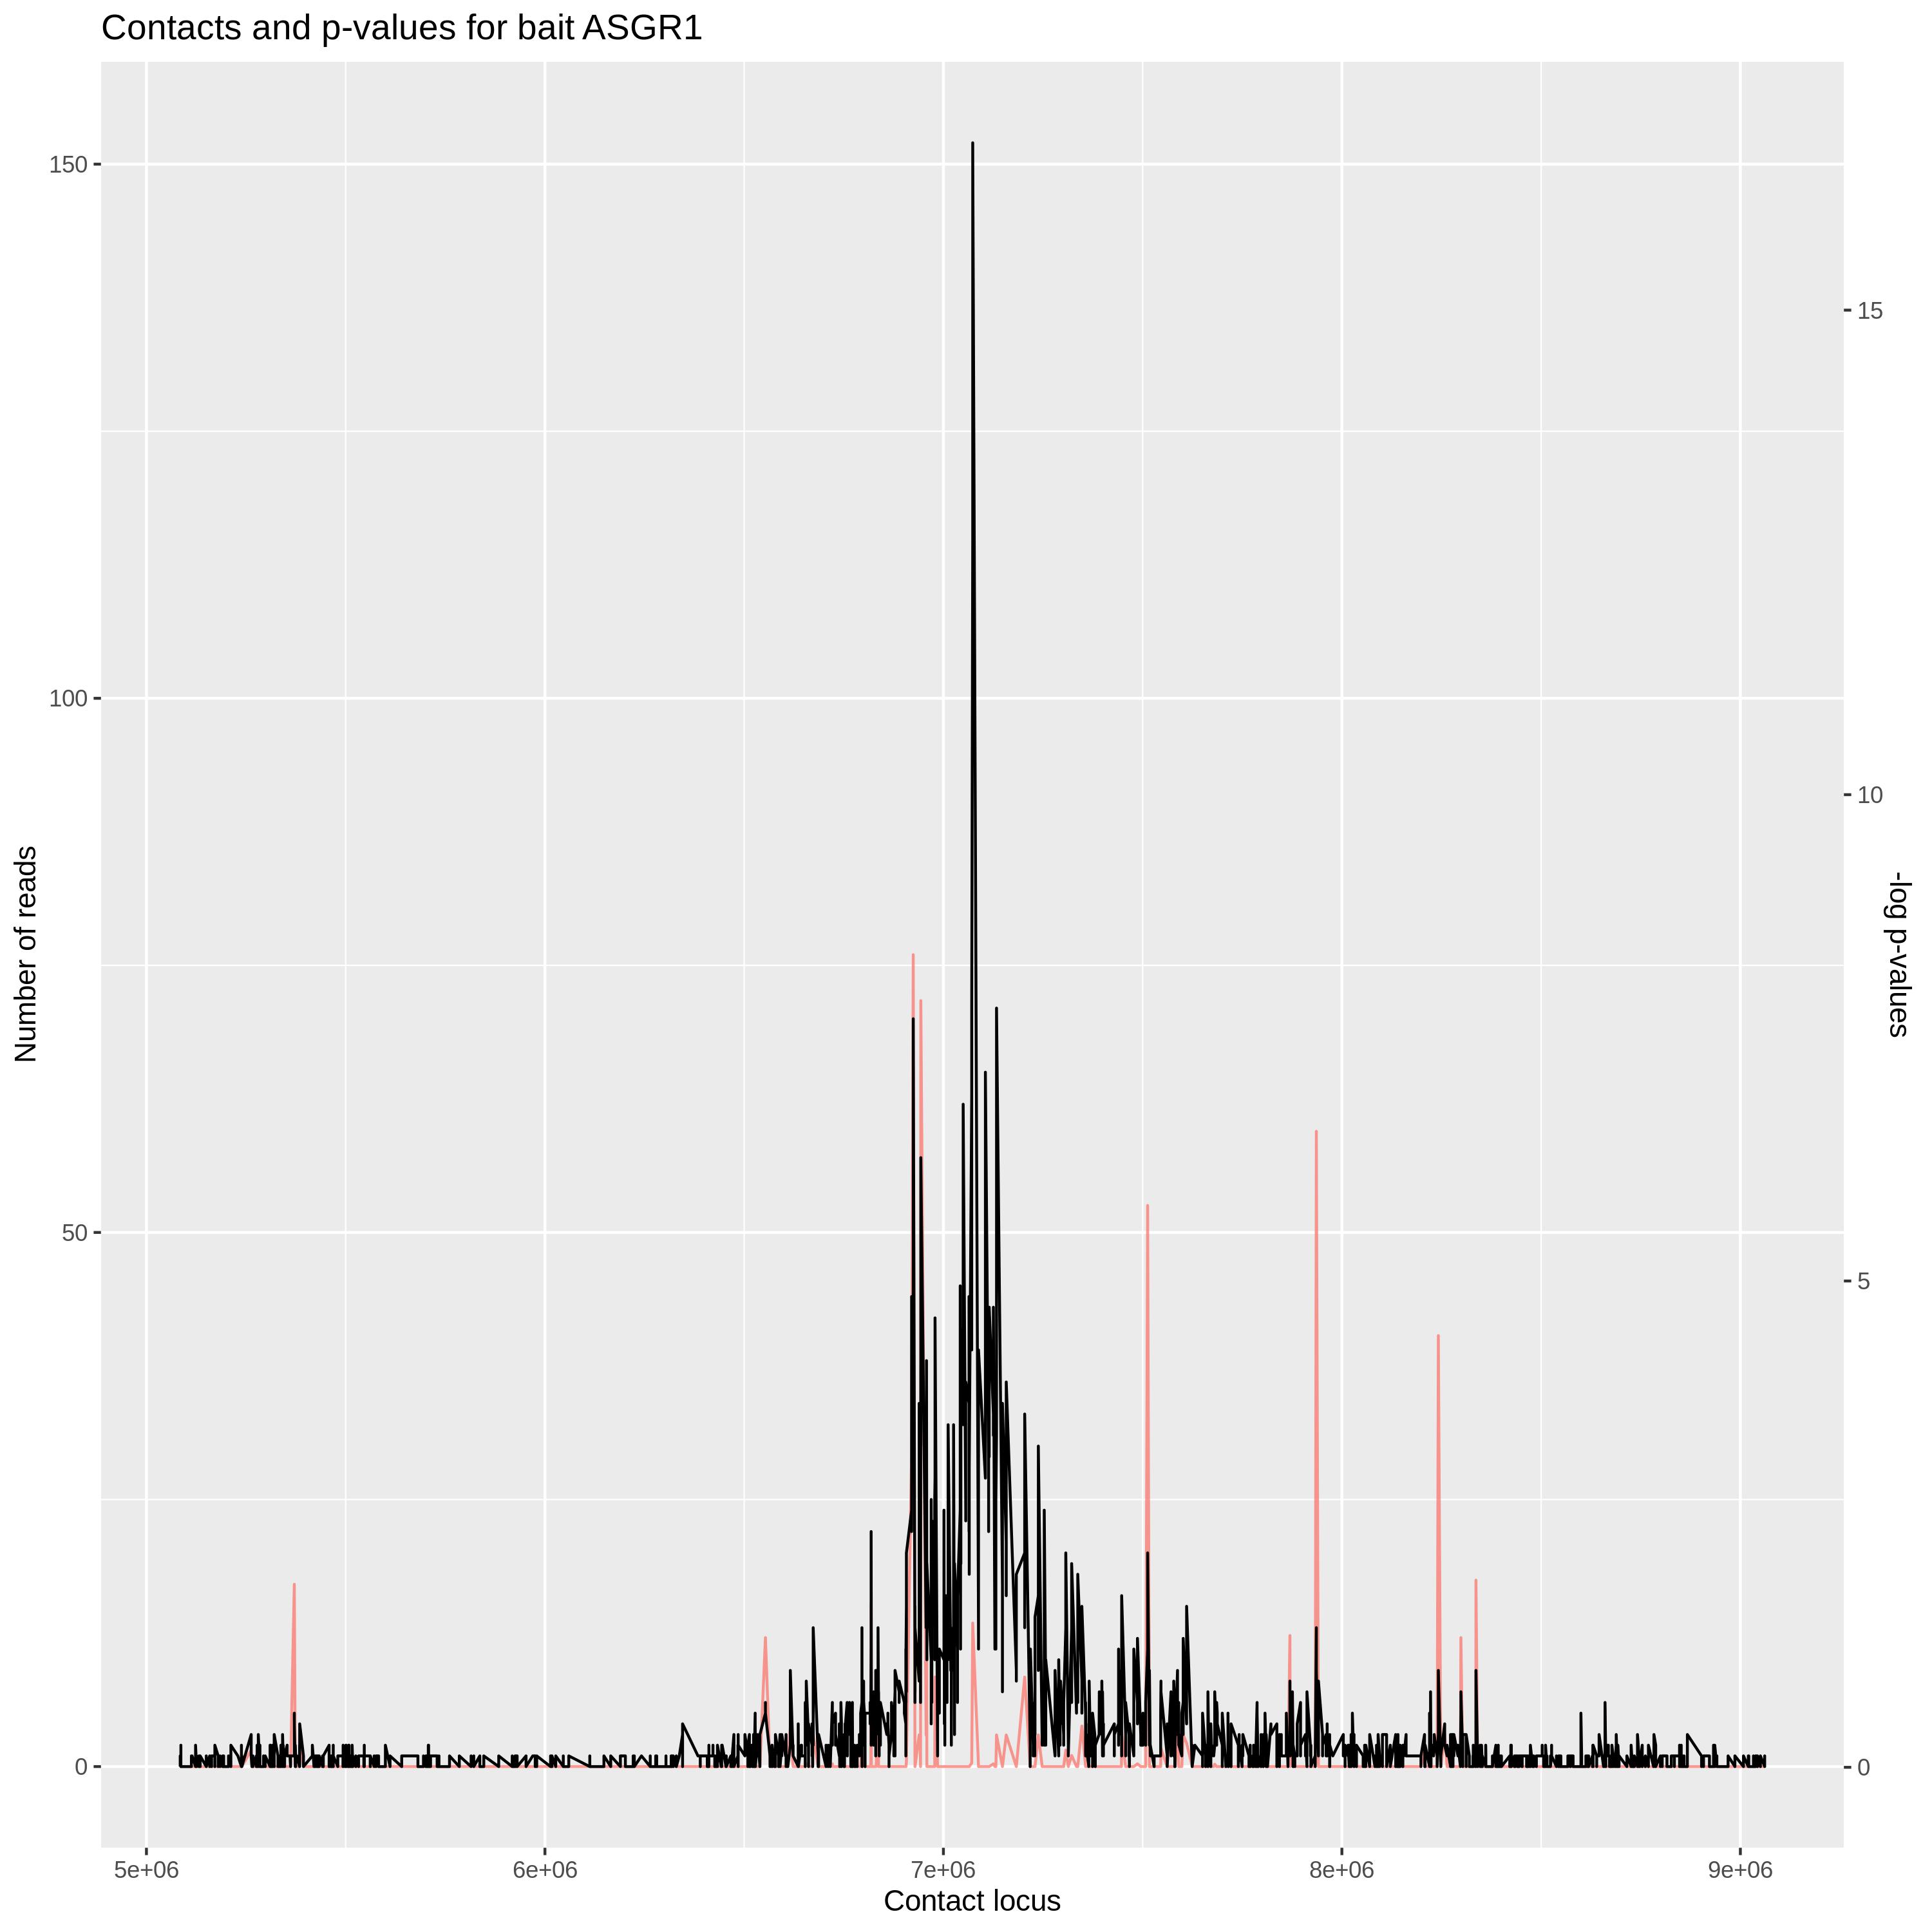 Contacts and p-values for bait ASGR1
150
100
50
0
Number of reads
15
10
5
0
-log p-values
5e+06
6e+06
7e+06
8e+06
9e+06
Contact locus